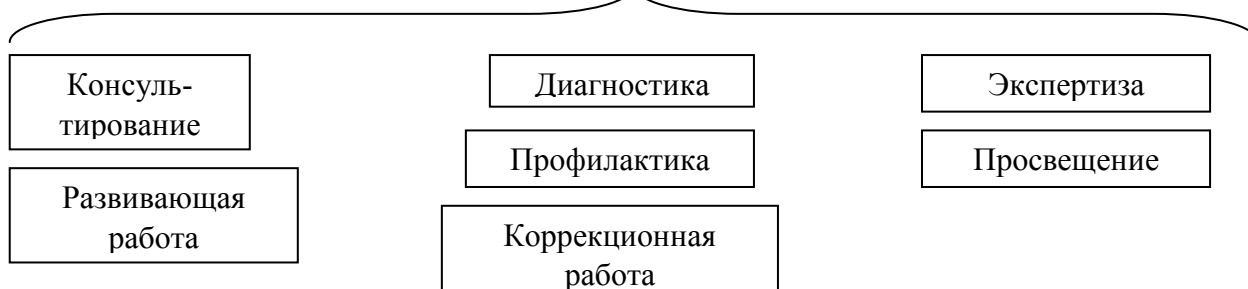 Консуль-
тирование
Развивающая
работа
Диагностика
Профилактика
Коррекционная
работа
Экспертиза
Просвещение